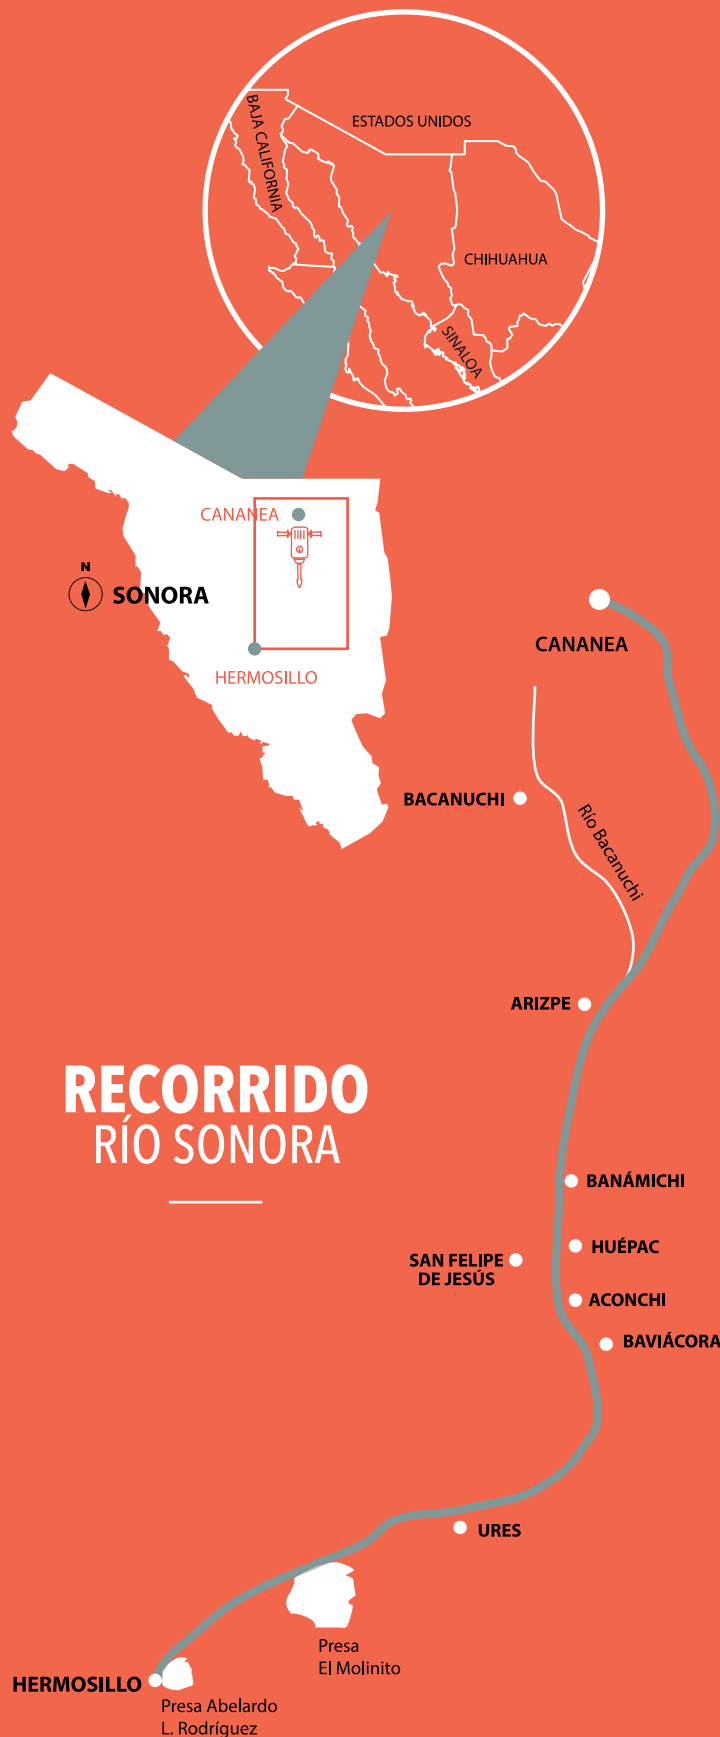 ESTADOS UNIDOS
BAJA CALIFORNIA
CHIHUAHUA
SINALOA
CANANEA
N
SONORA
HERMOSILLO
CANANEA
BACANUCHI
Río Bacanuchi
ARIZPE
RECORRIDO
RÍO SONORA
BANÁMICHI
HUÉPAC
SAN FELIPE
DE JESÚS
ACONCHI
BAVIÁCORA
URES
Presa
El Molinito
HERMOSILLO
Presa Abelardo
L. Rodríguez